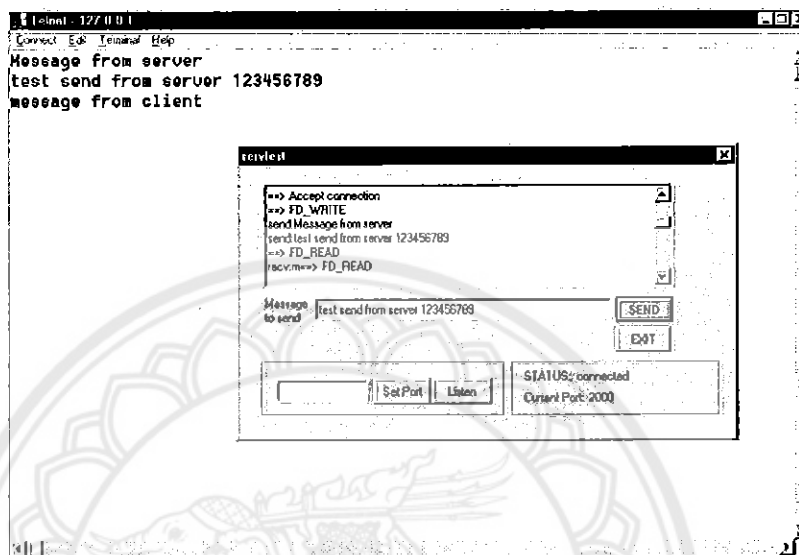 Telnet - 127.0.0.1
Connect Edit Terminal Help
Message from server
test send from server 123456789
message from client
servtest
==> Accept connection
==> FD_WRITE
send Message from server
send test send from server 123456789
==> FD_READ
recv:m==> FD_READ
Message
to send
test send from server 123456789
SEND
EXIT
Set Port
Listen
STATUS: connected
Current Port: 2000